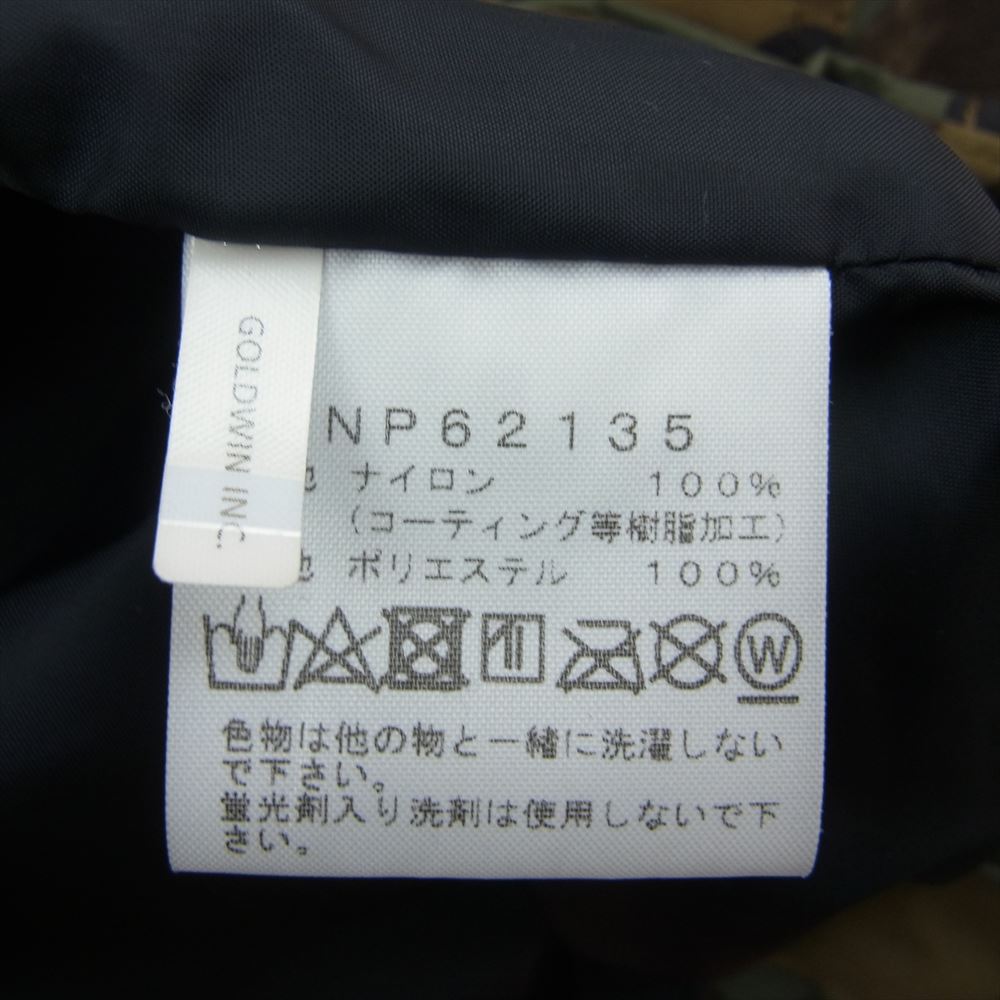 GOLDWIN INC.
NP62135
地 ナイロン 100%
(コーティング等樹脂加工)
地 ポリエステル 100%
W
色物は他の物と一緒に洗濯しない
で下さい。
蛍光剤入り洗剤は使用しないで下
さい。